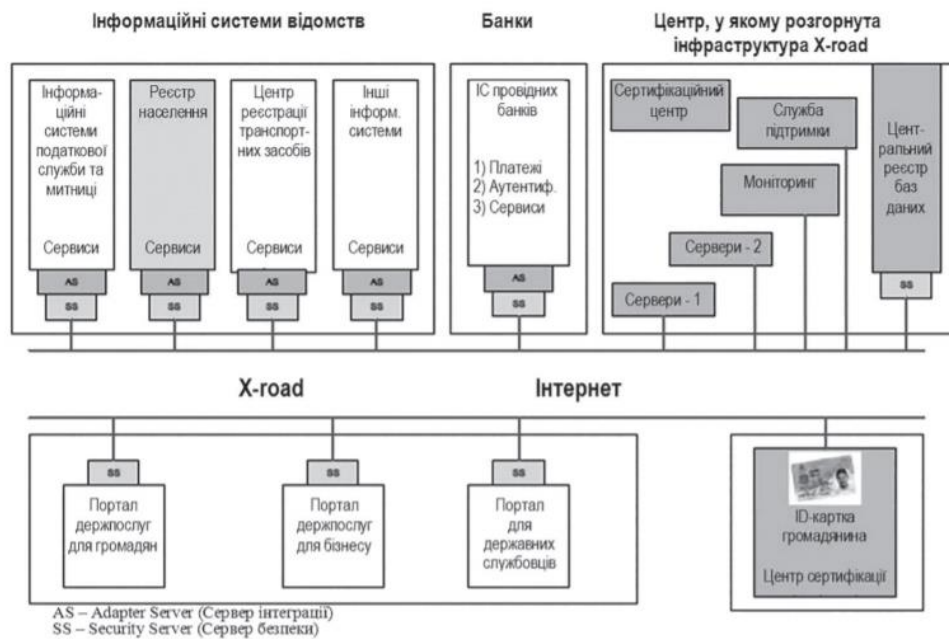 Інформаційні системи відомств
Банки
Центр, у якому розгорнута
інфраструктура X-road
Інформа-
ційні
системи
податкової
служби та
митниці
Сервиси
AS
SS
Реєстр
населення
Сервиси
AS
SS
Центр
реєстрації
транспорт-
них засобів
Сервиси
AS
SS
Інші
інформ.
системи
Сервиси
AS
SS
ІС провідних
банків
1) Платежі
2) Аутентиф.
3) Сервиси
AS
SS
Сертифікаційний
центр
Служба
підтримки
Моніторинг
Сервери - 2
Сервери - 1
Цент-
ральний
реєстр
баз
даних
SS
X-road
Інтернет
SS
Портал
держпослуг
для громадян
SS
Портал
держпослуг
для бізнесу
SS
Портал
для
державних
службовців
ID-картка
громадянина
Центр сертифікації
AS – Adapter Server (Сервер інтеграції)
SS – Security Server (Сервер безпеки)